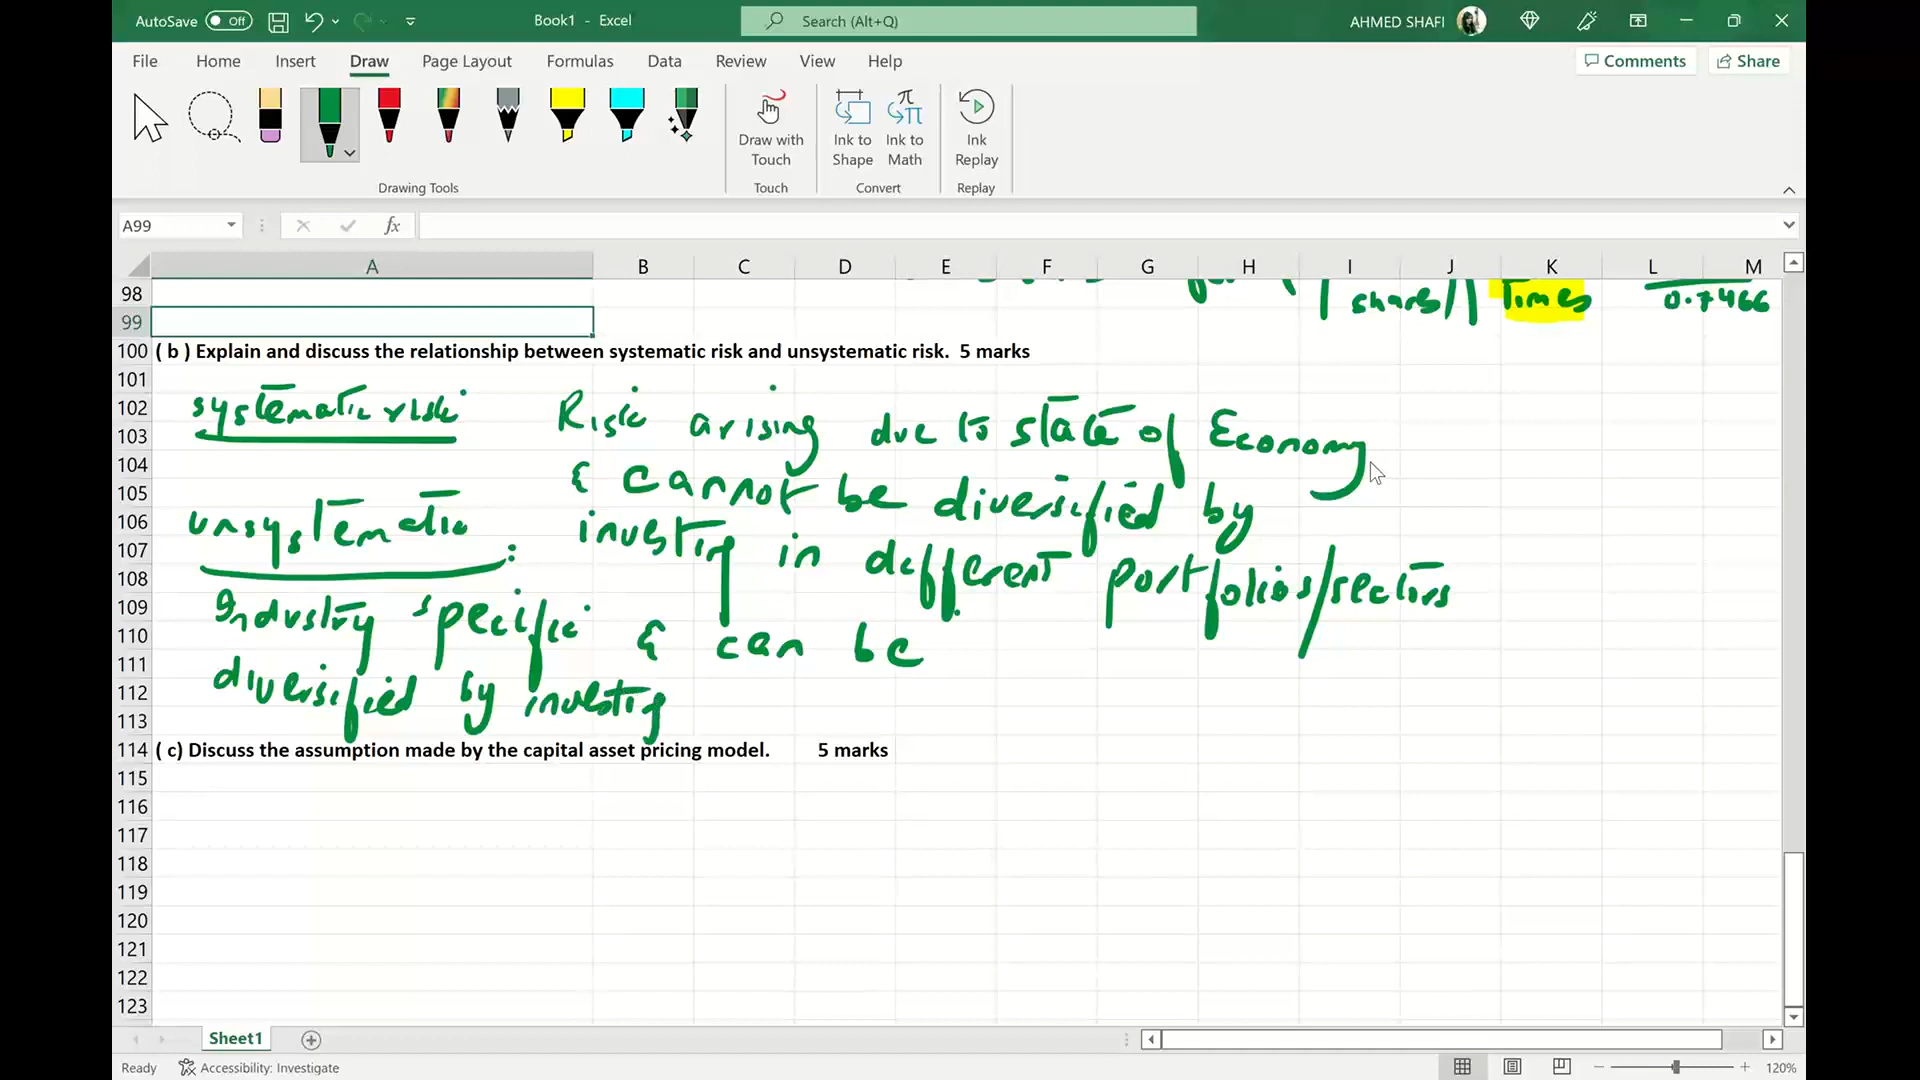 AutoSave Off Book1 - Excel Search (Alt+Q) AHMED SHAFI
File Home Insert Draw Page Layout Formulas Data Review View Help Comments Share
Draw with Touch
Ink to Shape
Ink to Math
Ink Replay
Drawing Tools Touch Convert Replay
A99 fx
A B C D E F G H I J K L M
98
shares) Times 0.7466
99
100 ( b ) Explain and discuss the relationship between systematic risk and unsystematic risk. 5 marks
101
102
103
104
105
106
107
108
109
110
111
112
113
systematic risk Risk arising due to state of Economy
& cannot be diversified by
investing in different portfolios/sectors
unsystematic :
Industry specific & can be
diversified by investing
114 ( c) Discuss the assumption made by the capital asset pricing model. 5 marks
115
116
117
118
119
120
121
122
123
Sheet1
Ready Accessibility: Investigate 120%